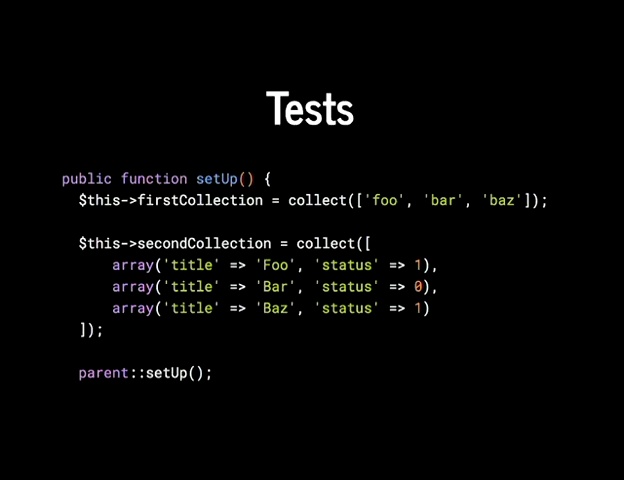 Tests
public function setUp() {
$this->firstCollection = collect(['foo', 'bar', 'baz']);
$this->secondCollection = collect([
array('title' => 'Foo', 'status' => 1),
array('title' => 'Bar', 'status' => 0),
array('title' => 'Baz', 'status' => 1)
]);
parent::setUp();